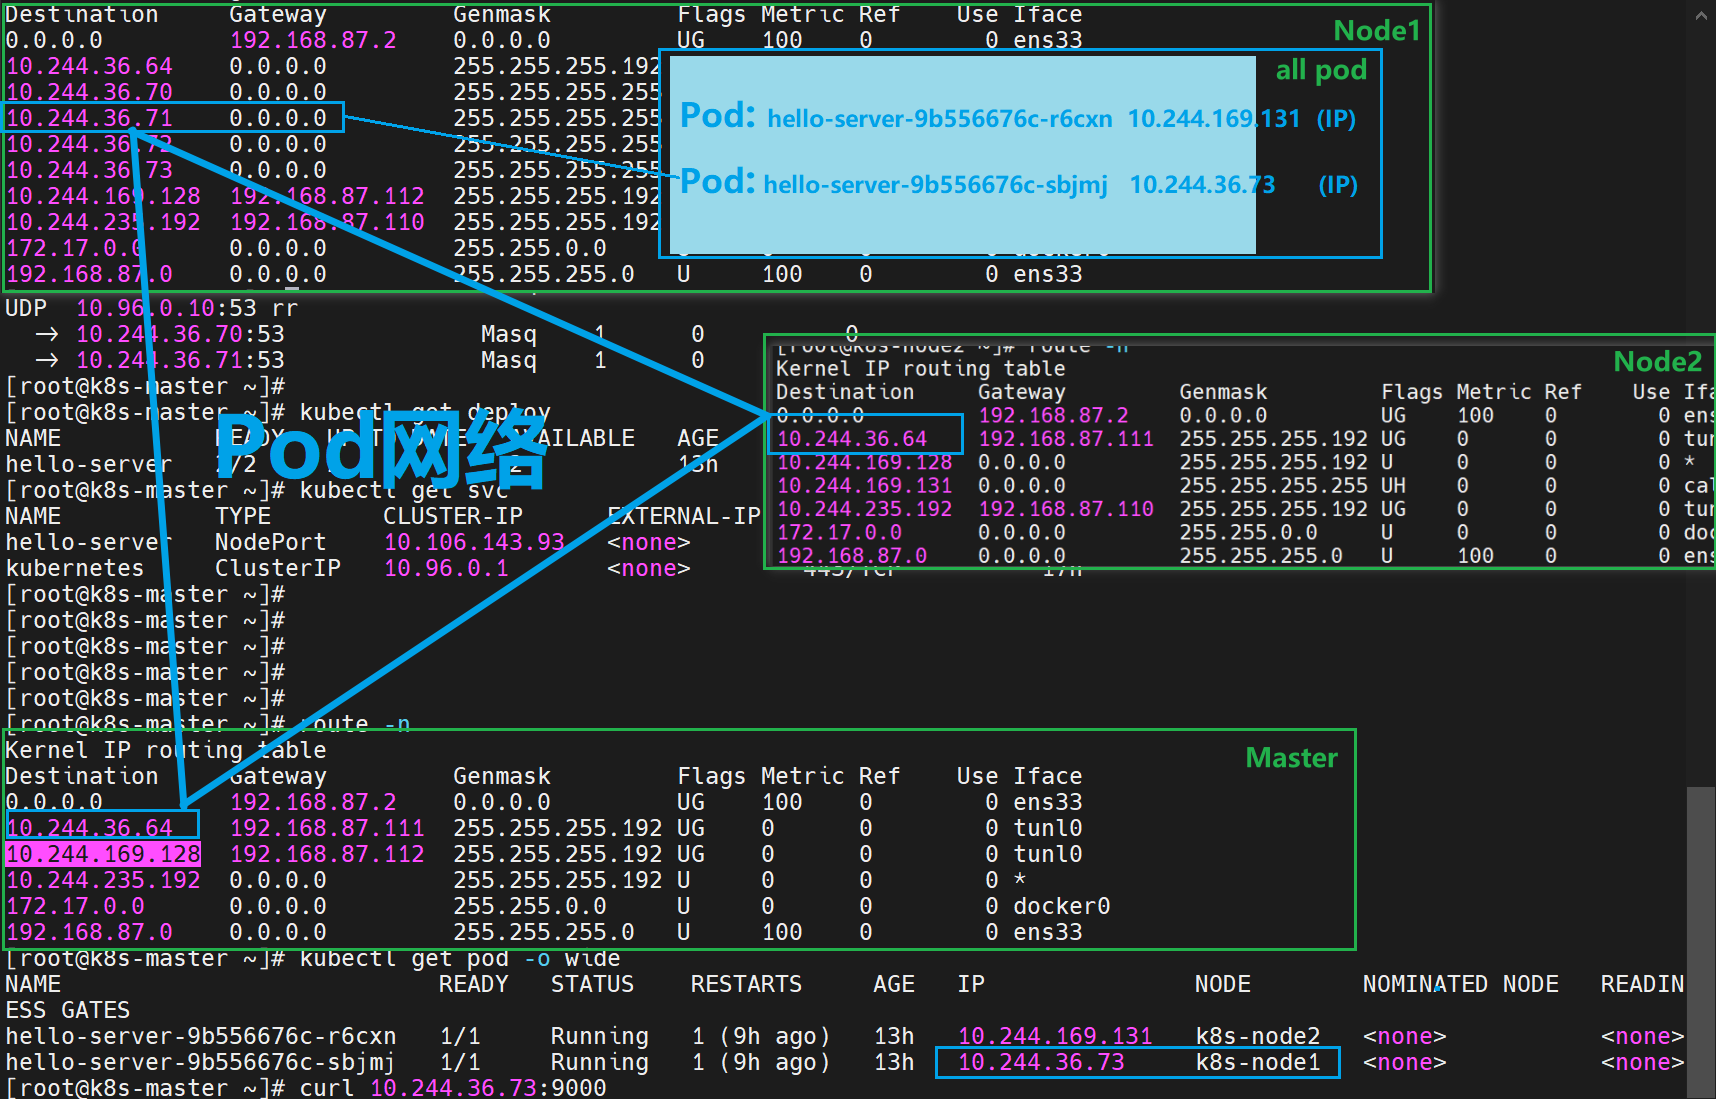 Destination Gateway Genmask Flags Metric Ref Use Iface
Node1
0.0.0.0 192.168.87.2 0.0.0.0 UG 100 0 0 ens33
10.244.36.64 0.0.0.0 255.255.255.192
all pod
10.244.36.70 0.0.0.0 255.255.255.255
10.244.36.71 0.0.0.0 255.255.255.255
Pod: hello-server-9b556676c-r6cxn 10.244.169.131 (IP)
10.244.36.72 0.0.0.0 255.255.255.255
10.244.36.73 0.0.0.0 255.255.255.255
Pod: hello-server-9b556676c-sbjmj 10.244.36.73 (IP)
10.244.169.128 192.168.87.112 255.255.255.192
10.244.235.192 192.168.87.110 255.255.255.192
172.17.0.0 0.0.0.0 255.255.0.0 docker0
192.168.87.0 0.0.0.0 255.255.255.0 U 100 0 0 ens33
UDP 10.96.0.10:53 rr
-> 10.244.36.70:53 Masq 1 0 0
-> 10.244.36.71:53 Masq 1 0
[root@k8s-master ~]#
[root@k8s-master ~]# kubectl get deploy
NAME READY UP-TO-DATE AVAILABLE AGE
hello-server 2/2 2 13h
Pod网络
[root@k8s-master ~]# kubectl get svc
NAME TYPE CLUSTER-IP EXTERNAL-IP
hello-server NodePort 10.106.143.93 <none>
kubernetes ClusterIP 10.96.0.1 <none> 443/TCP 17h
[root@k8s-node2 ~]# route -n
Node2
Kernel IP routing table
Destination Gateway Genmask Flags Metric Ref Use Ifa
0.0.0.0 192.168.87.2 0.0.0.0 UG 100 0 0 ens
10.244.36.64 192.168.87.111 255.255.255.192 UG 0 0 0 tun
10.244.169.128 0.0.0.0 255.255.255.192 U 0 0 0 *
10.244.169.131 0.0.0.0 255.255.255.255 UH 0 0 0 cal
10.244.235.192 192.168.87.110 255.255.255.192 UG 0 0 0 tun
172.17.0.0 0.0.0.0 255.255.0.0 U 0 0 0 doc
192.168.87.0 0.0.0.0 255.255.255.0 U 100 0 0 ens
[root@k8s-master ~]#
[root@k8s-master ~]#
[root@k8s-master ~]#
[root@k8s-master ~]#
[root@k8s-master ~]#
[root@k8s-master ~]# route -n
Kernel IP routing table
Master
Destination Gateway Genmask Flags Metric Ref Use Iface
0.0.0.0 192.168.87.2 0.0.0.0 UG 100 0 0 ens33
10.244.36.64 192.168.87.111 255.255.255.192 UG 0 0 0 tunl0
10.244.169.128 192.168.87.112 255.255.255.192 UG 0 0 0 tunl0
10.244.235.192 0.0.0.0 255.255.255.192 U 0 0 0 *
172.17.0.0 0.0.0.0 255.255.0.0 U 0 0 0 docker0
192.168.87.0 0.0.0.0 255.255.255.0 U 100 0 0 ens33
[root@k8s-master ~]# kubectl get pod -o wide
NAME READY STATUS RESTARTS AGE IP NODE NOMINATED NODE READIN
ESS GATES
hello-server-9b556676c-r6cxn 1/1 Running 1 (9h ago) 13h 10.244.169.131 k8s-node2 <none> <none>
hello-server-9b556676c-sbjmj 1/1 Running 1 (9h ago) 13h 10.244.36.73 k8s-node1 <none> <none>
[root@k8s-master ~]# curl 10.244.36.73:9000